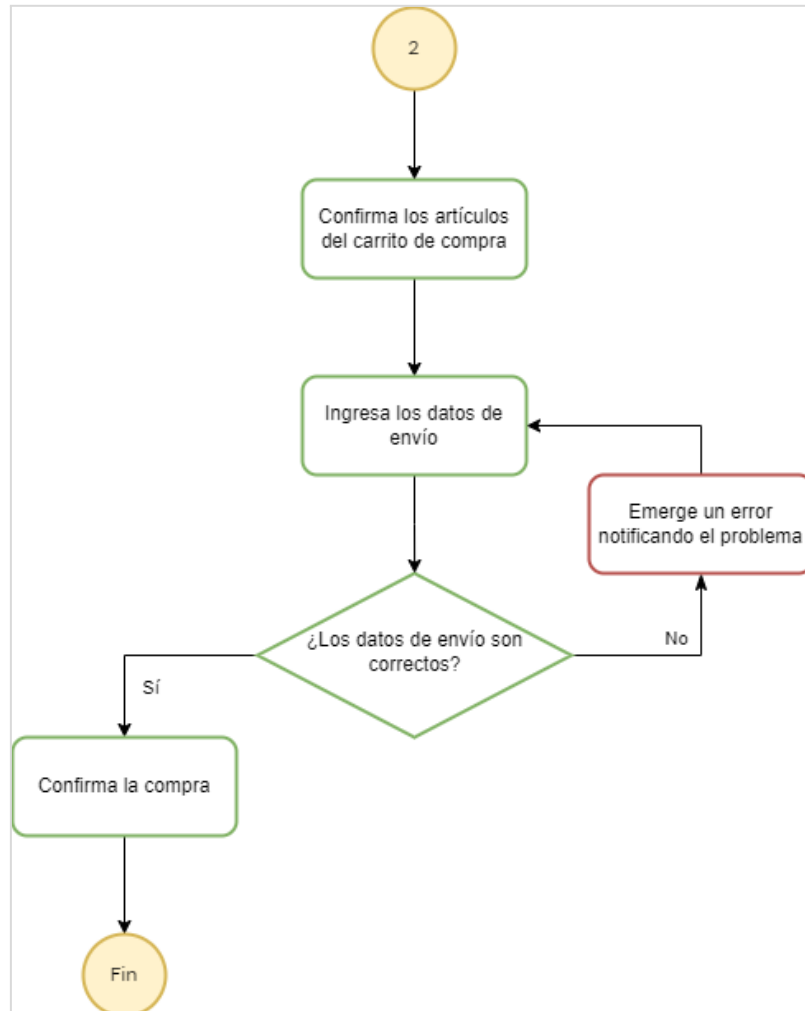 2
Confirma los artículos
del carrito de compra
Ingresa los datos de
envío
Emerge un error
notificando el problema
¿Los datos de envío son
correctos?
No
Sí
Confirma la compra
Fin